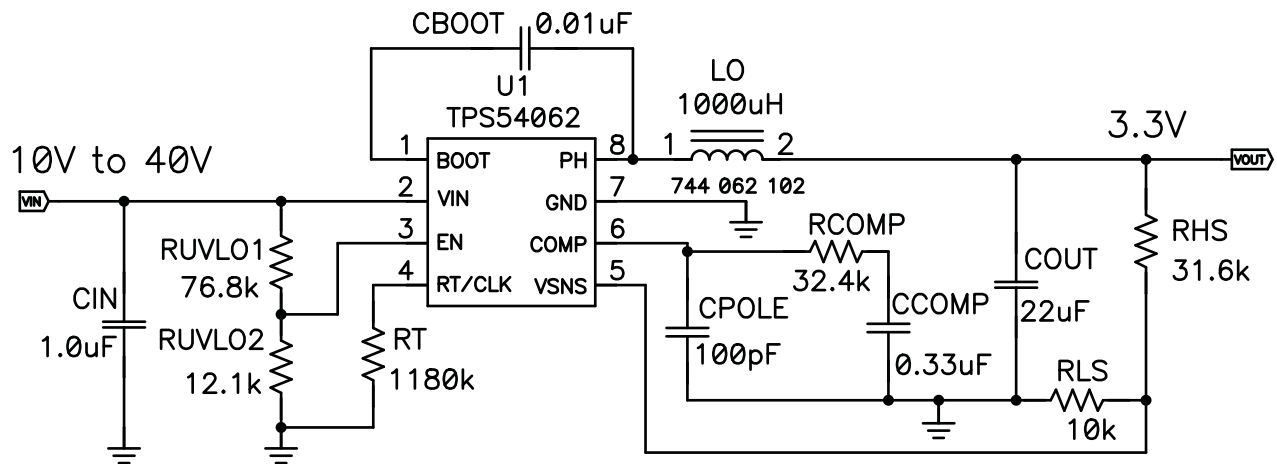 CBOOT 0.01uF
U1
TPS54062
LO
1000uH
3.3V
10V to 40V
1 BOOT PH 8
1 2
VOUT
744 062 102
VIN
2 VIN GND 7
3 EN COMP 6
4 RT/CLK VSNS 5
RUVLO1
76.8k
RCOMP
32.4k
RHS
31.6k
CIN
1.0uF
RUVLO2
12.1k
RT
1180k
CPOLE
100pF
CCOMP
0.33uF
COUT
22uF
RLS
10k